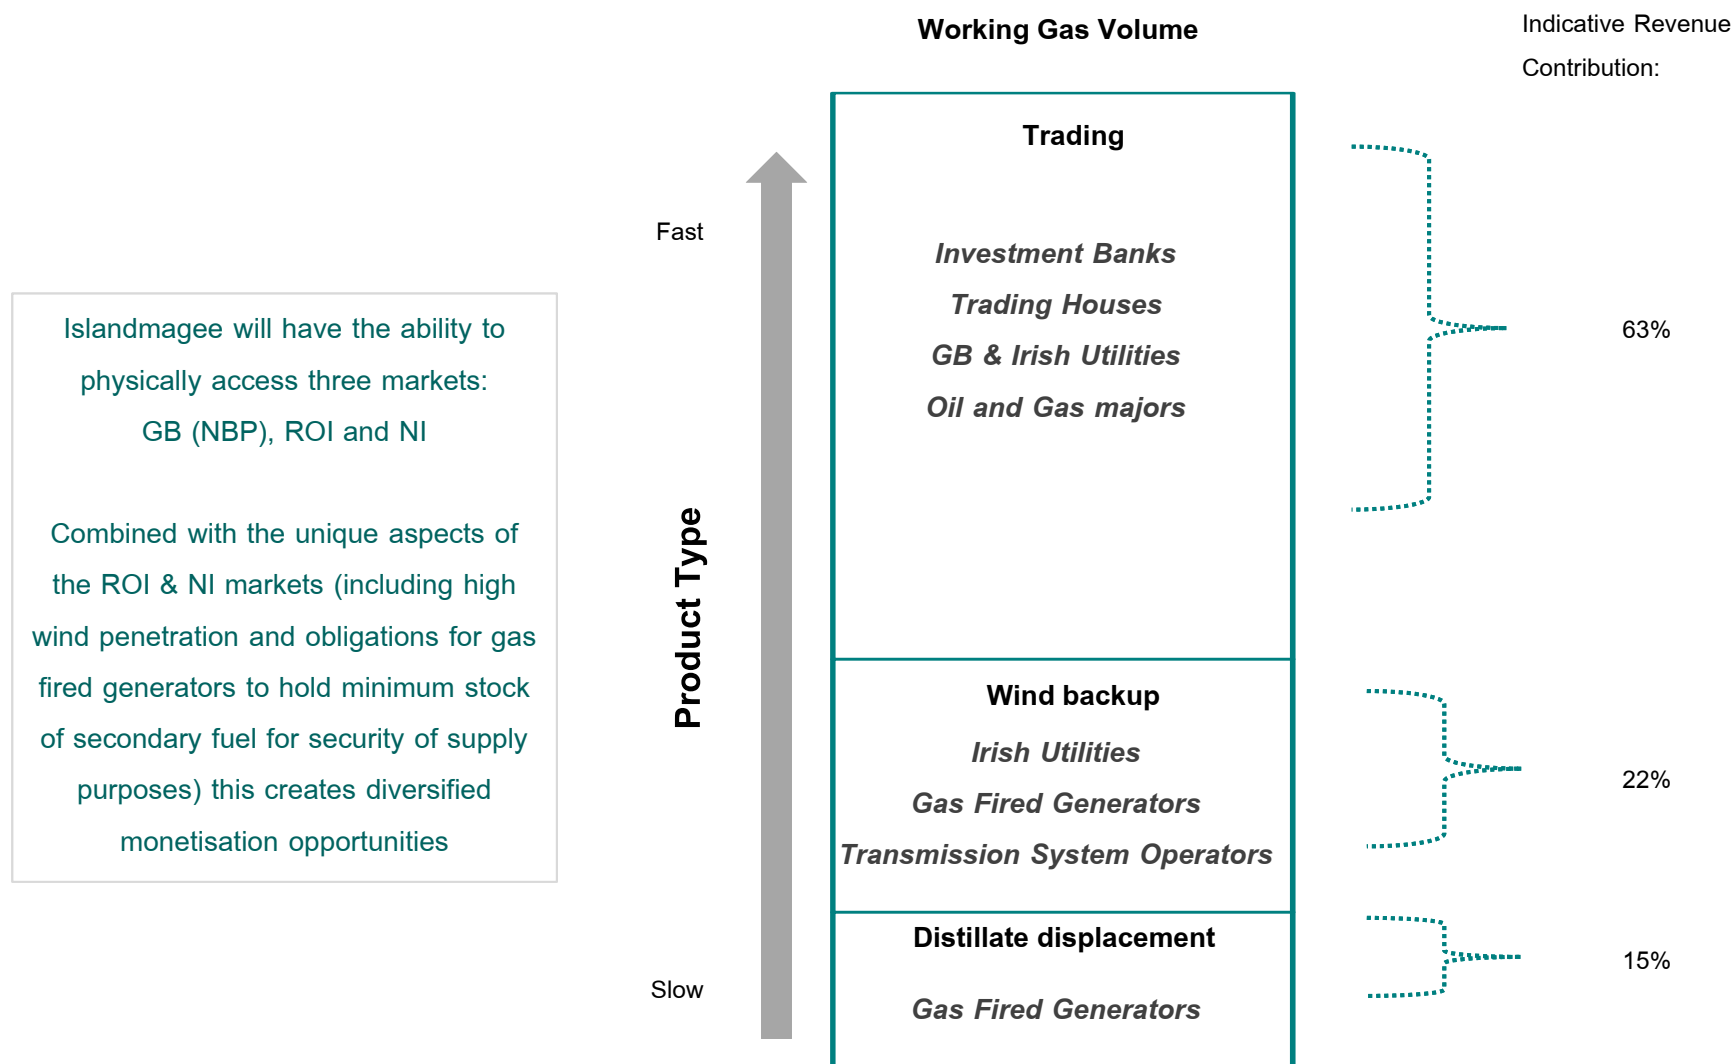 Working Gas Volume
Indicative Revenue
Contribution:
Islandmagee will have the ability to
physically access three markets:
GB (NBP), ROI and NI
Combined with the unique aspects of
the ROI & NI markets (including high
wind penetration and obligations for gas
fired generators to hold minimum stock
of secondary fuel for security of supply
purposes) this creates diversified
monetisation opportunities
Product Type
Fast
Slow
Trading
Investment Banks
Trading Houses
GB & Irish Utilities
Oil and Gas majors
63%
Wind backup
Irish Utilities
Gas Fired Generators
Transmission System Operators
22%
Distillate displacement
Gas Fired Generators
15%